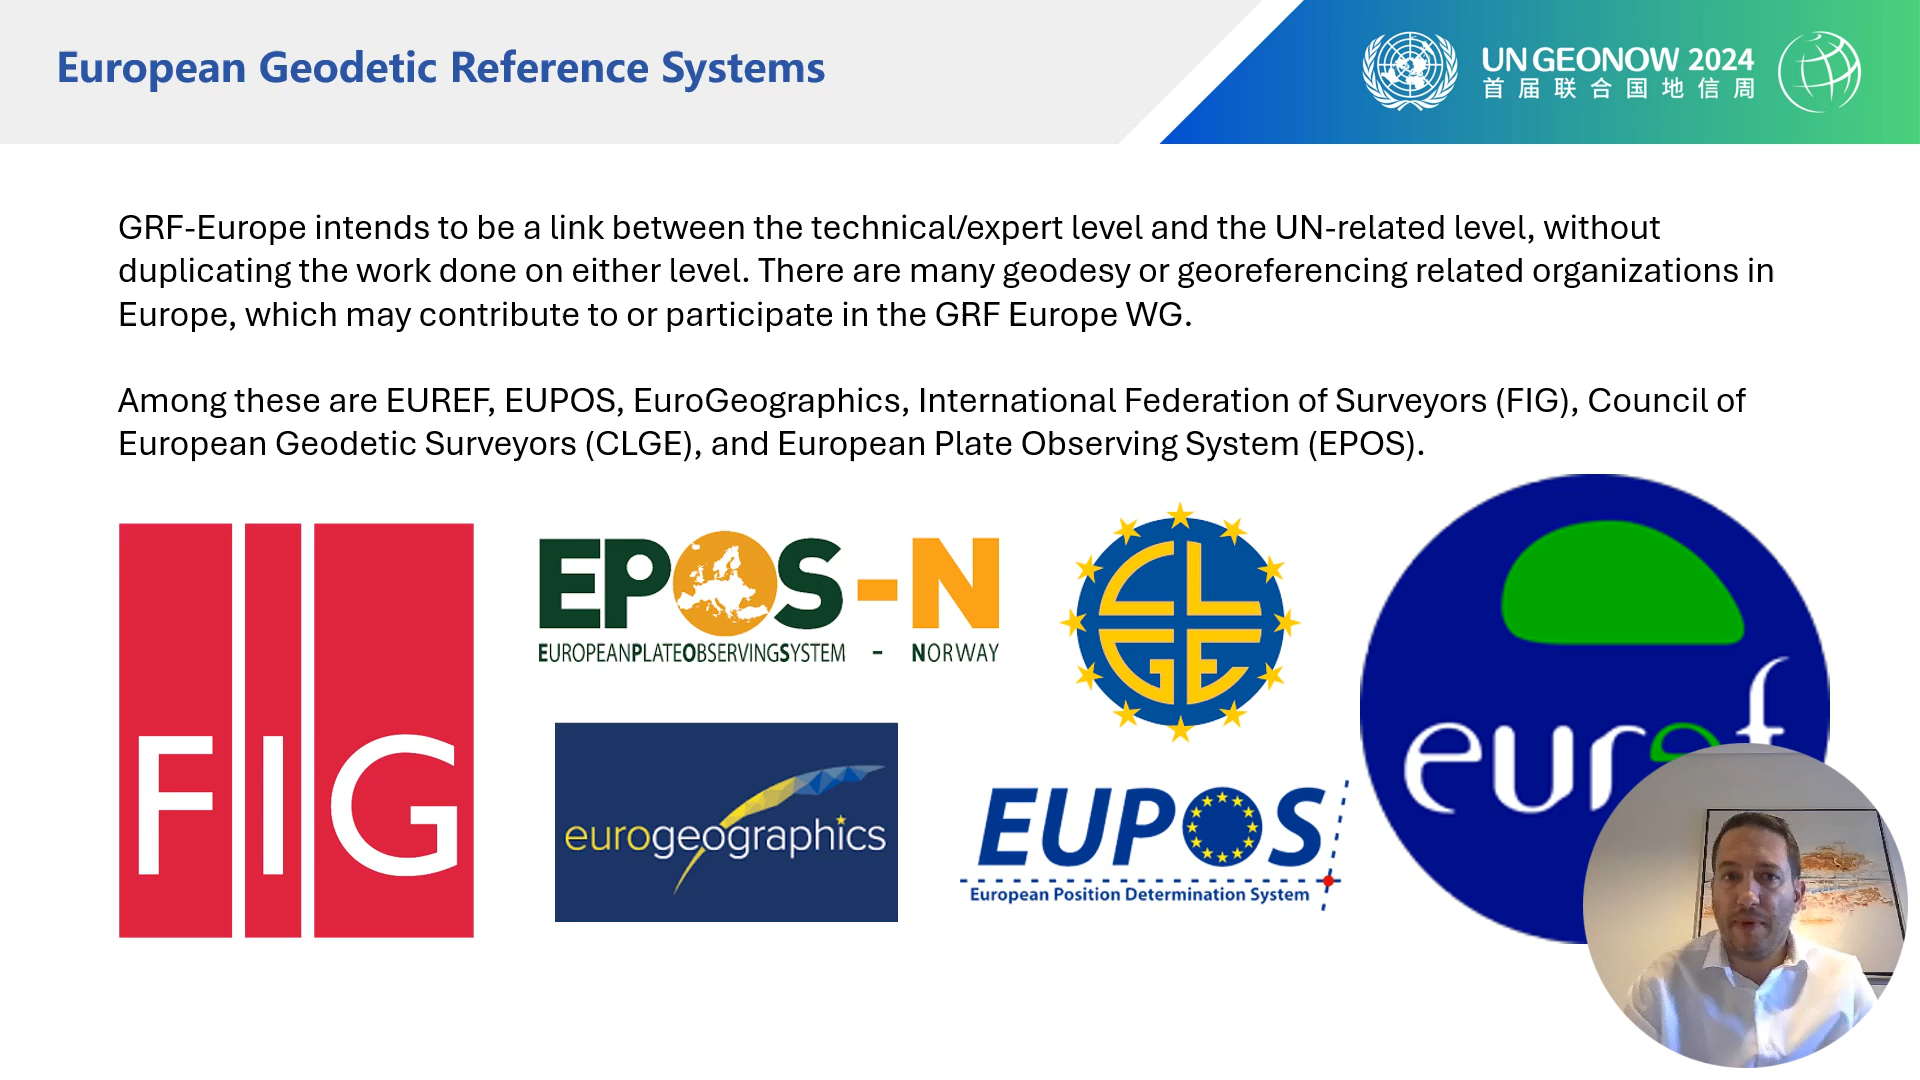 European Geodetic Reference Systems
UN GEONOW 2024
首届联合国地信周
GRF-Europe intends to be a link between the technical/expert level and the UN-related level, without
duplicating the work done on either level. There are many geodesy or georeferencing related organizations in
Europe, which may contribute to or participate in the GRF Europe WG.
Among these are EUREF, EUPOS, EuroGeographics, International Federation of Surveyors (FIG), Council of
European Geodetic Surveyors (CLGE), and European Plate Observing System (EPOS).
FIG
EPOS-N
EUROPEANPLATEOBSERVINGSYSTEM - NORWAY
CL
GE
euref
eurogeographics
EUPOS
European Position Determination System